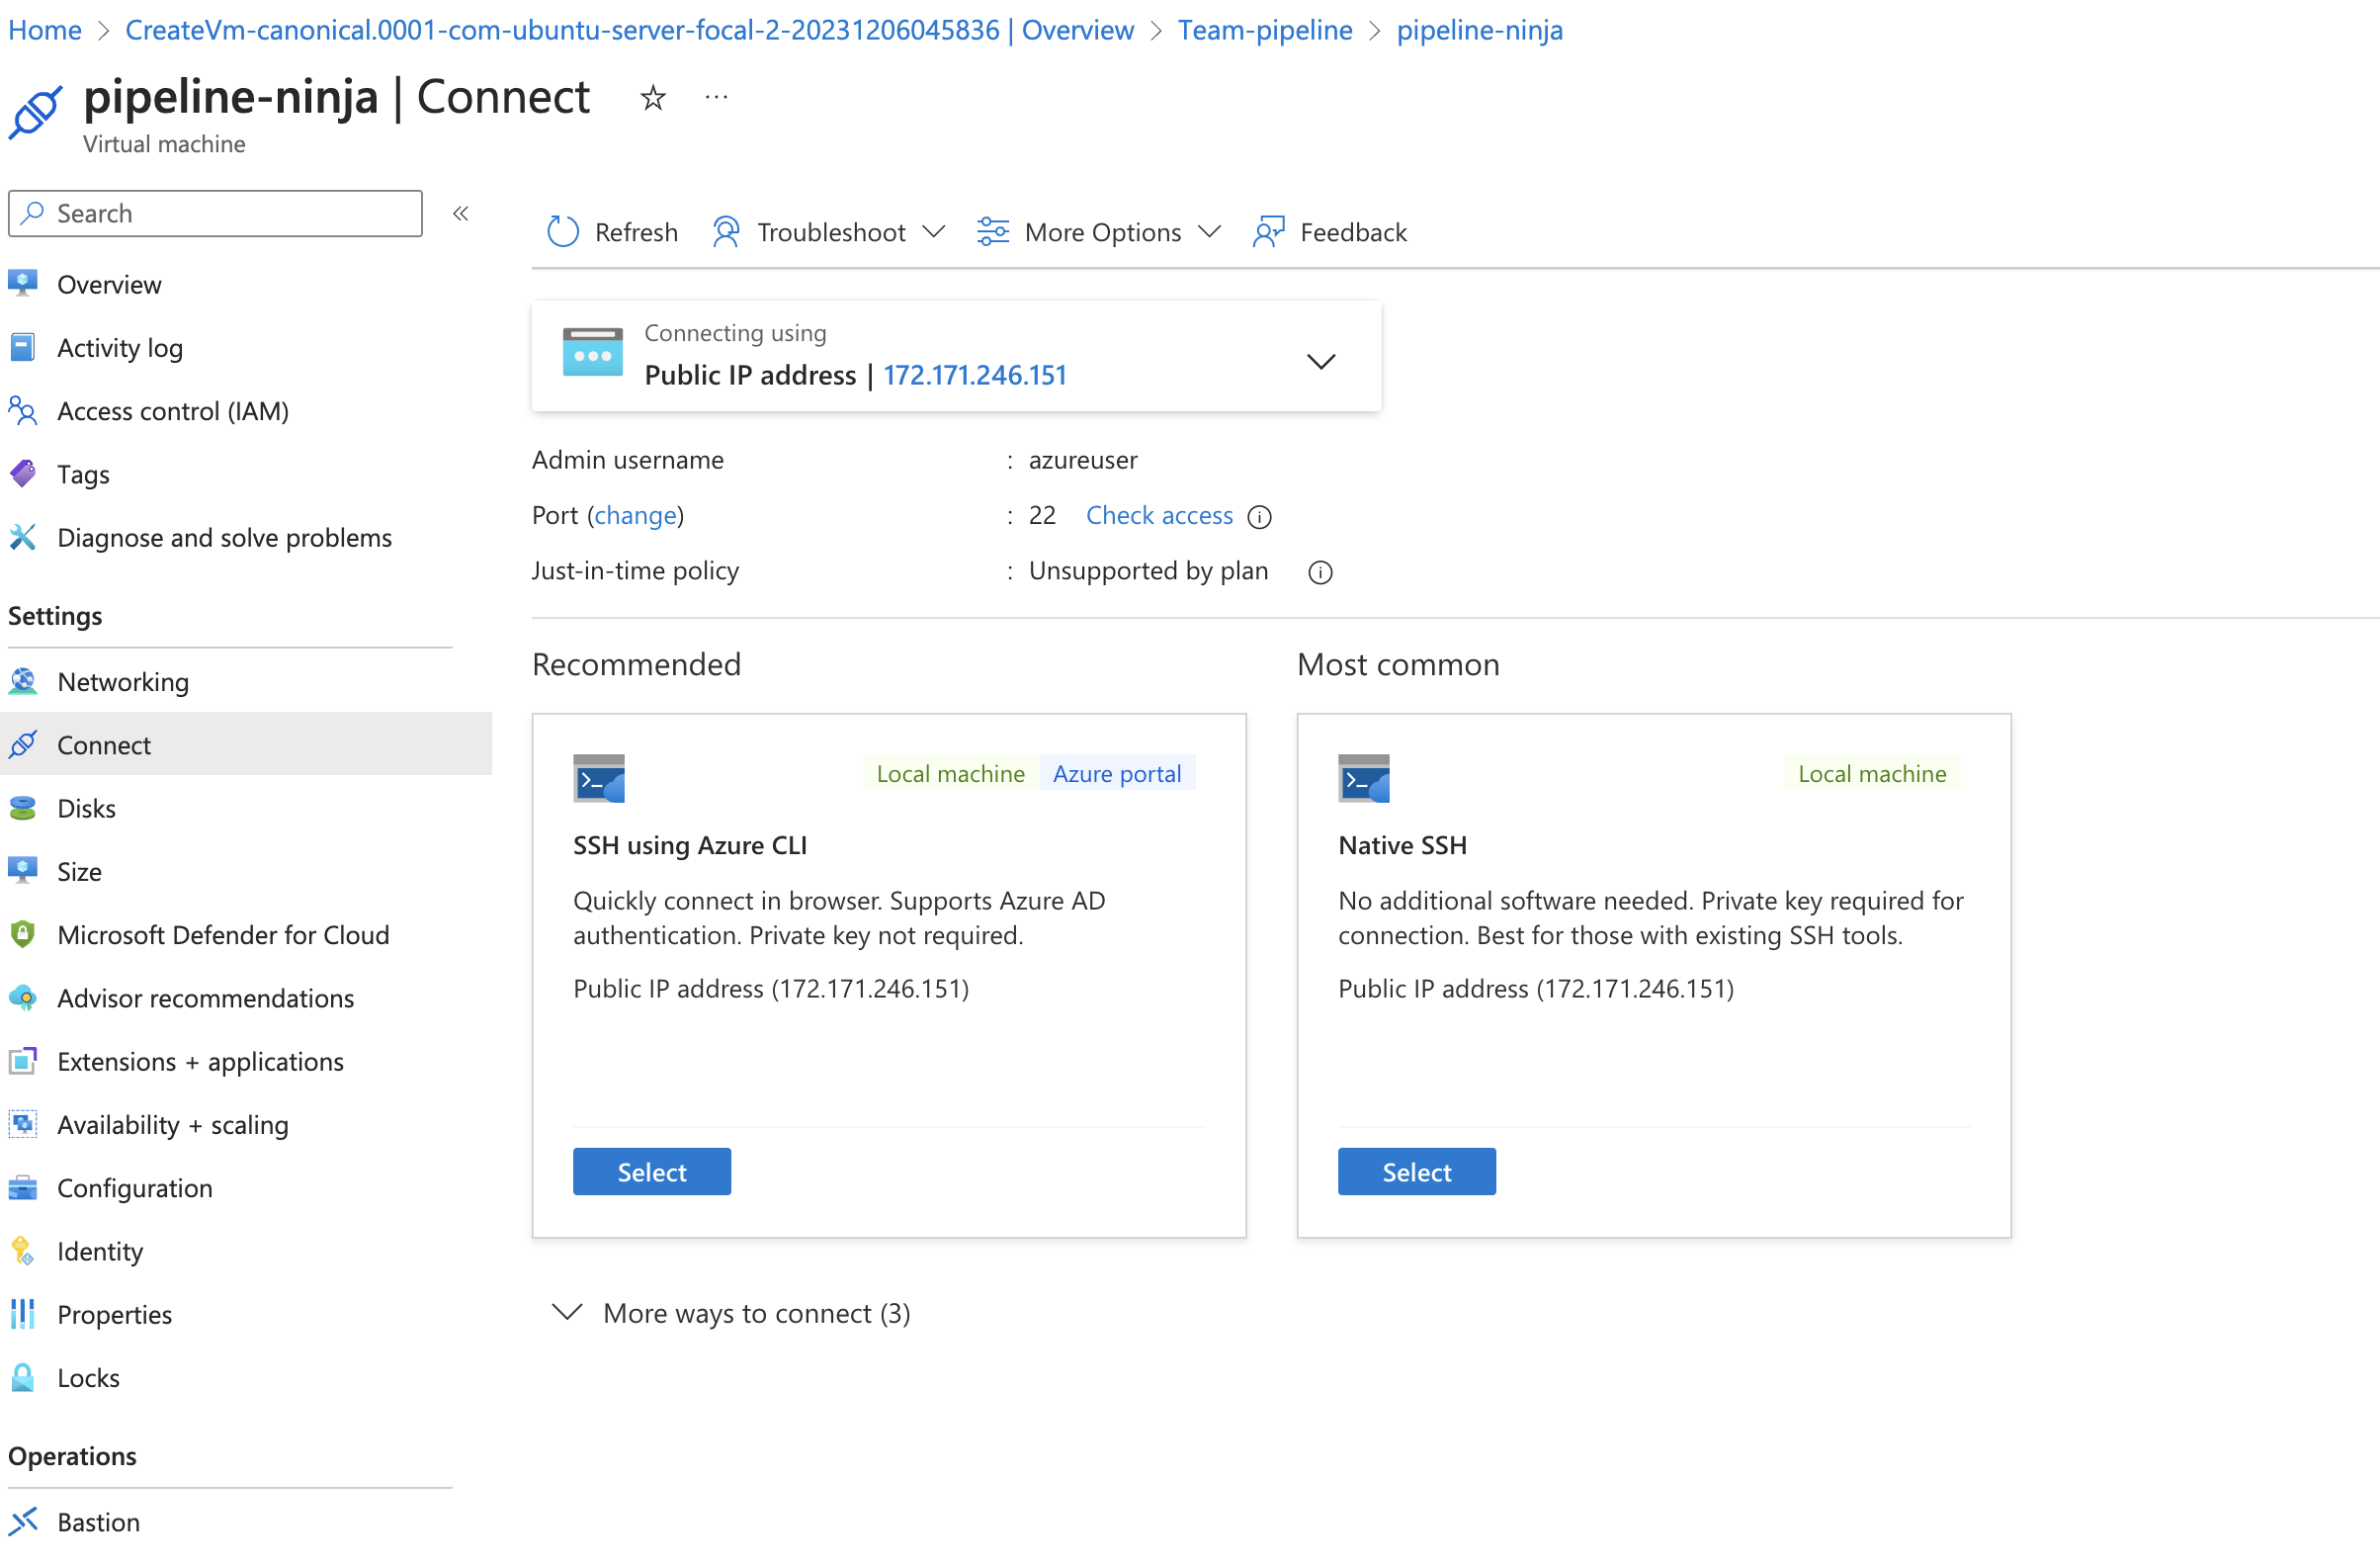 Home > CreateVm-canonical.0001-com-ubuntu-server-focal-2-20231206045836 | Overview > Team-pipeline > pipeline-ninja
pipeline-ninja | Connect ☆ ···
Virtual machine
Search «
Refresh Troubleshoot More Options Feedback
Overview
Activity log
Access control (IAM)
Tags
Diagnose and solve problems
Settings
Networking
Connect
Disks
Size
Microsoft Defender for Cloud
Advisor recommendations
Extensions + applications
Availability + scaling
Configuration
Identity
Properties
Locks
Operations
Bastion
Connecting using
Public IP address | 172.171.246.151
Admin username : azureuser
Port (change) : 22 Check access
Just-in-time policy : Unsupported by plan
Recommended
Local machine Azure portal
SSH using Azure CLI
Quickly connect in browser. Supports Azure AD
authentication. Private key not required.
Public IP address (172.171.246.151)
Select
Most common
Local machine
Native SSH
No additional software needed. Private key required for
connection. Best for those with existing SSH tools.
Public IP address (172.171.246.151)
Select
More ways to connect (3)